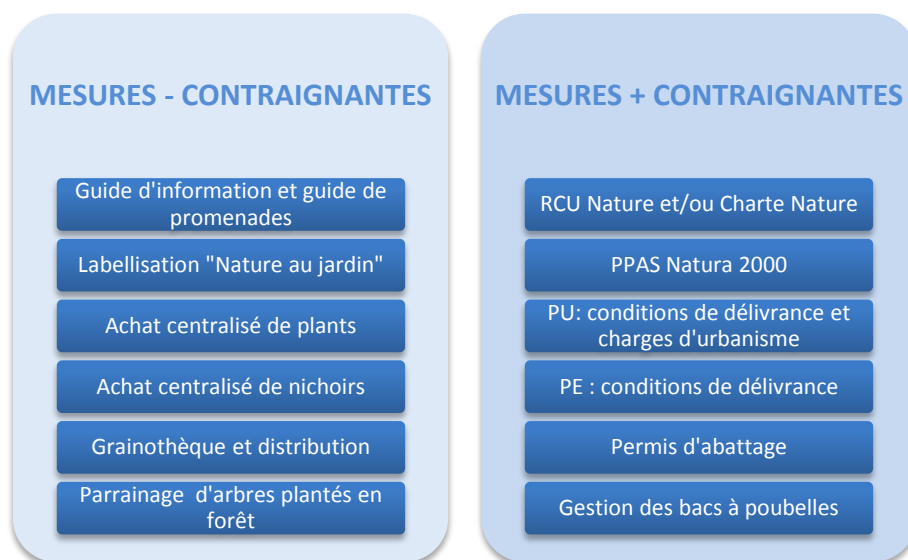 MESURES - CONTRAIGNANTES
Guide d'information et guide de
promenades
Labellisation "Nature au jardin"
Achat centralisé de plants
Achat centralisé de nichoirs
Grainothèque et distribution
Parrainage  d'arbres plantés en
forêt
MESURES + CONTRAIGNANTES
RCU Nature et/ou Charte Nature
PPAS Natura 2000
PU: conditions de délivrance et
charges d'urbanisme
PE : conditions de délivrance
Permis d'abattage
Gestion des bacs à poubelles